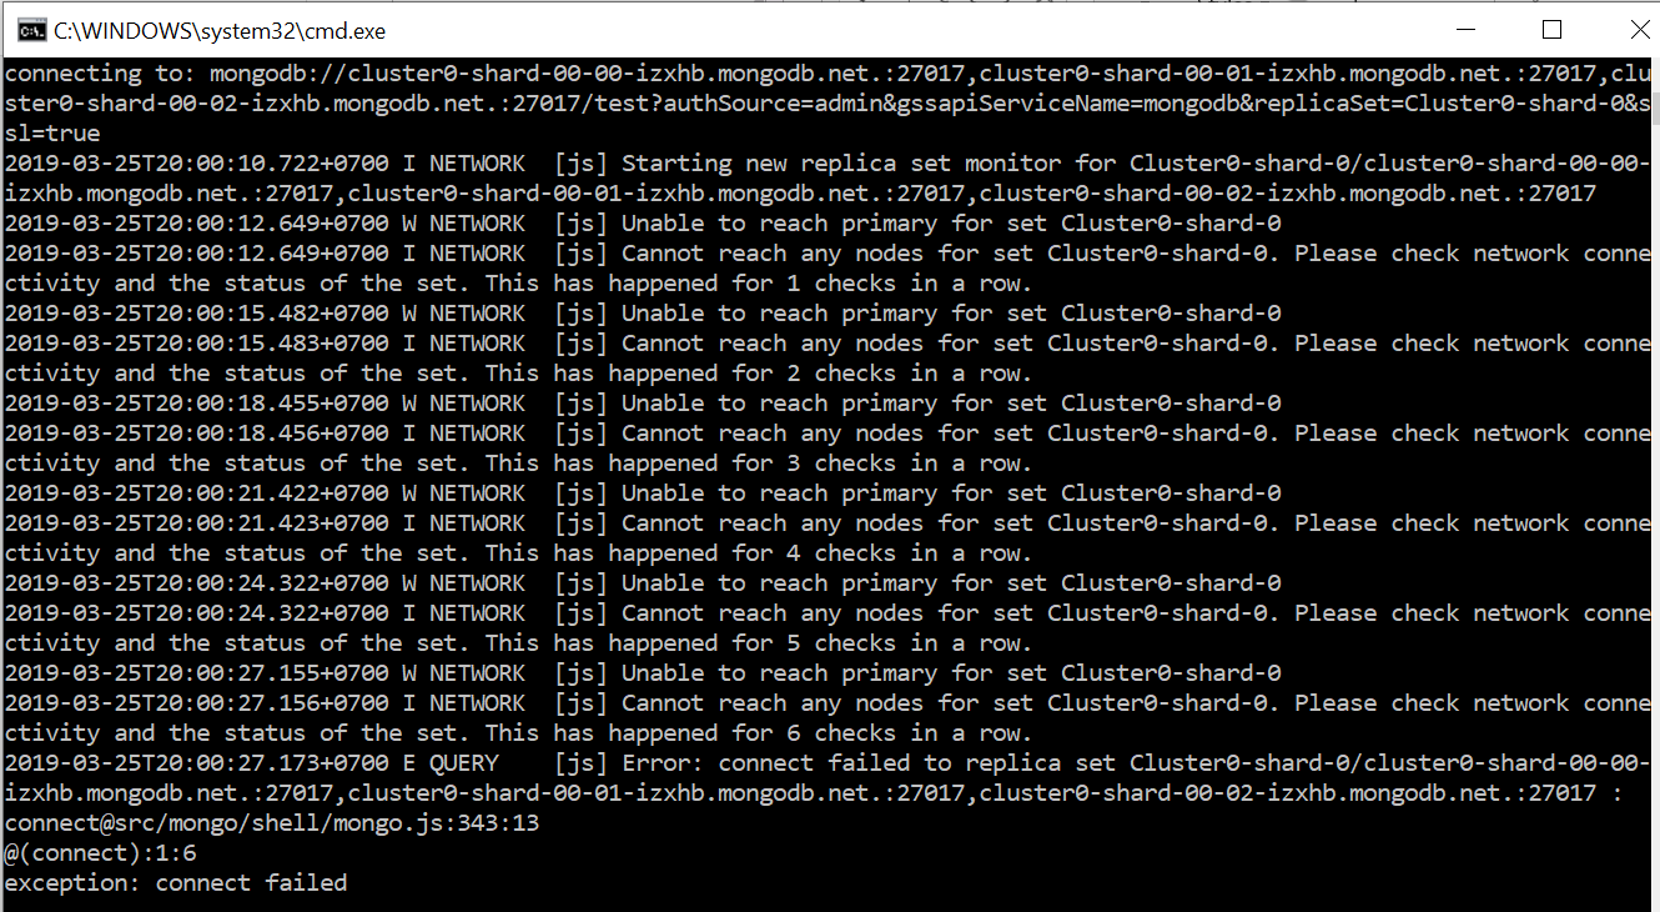 C:\WINDOWS\system32\cmd.exe
connecting to: mongodb://cluster0-shard-00-00-izxhb.mongodb.net.:27017,cluster0-shard-00-01-izxhb.mongodb.net.:27017,clu
ster0-shard-00-02-izxhb.mongodb.net.:27017/test?authSource=admin&gssapiServiceName=mongodb&replicaSet=Cluster0-shard-0&s
sl=true
2019-03-25T20:00:10.722+0700 I NETWORK  [js] Starting new replica set monitor for Cluster0-shard-0/cluster0-shard-00-00-
izxhb.mongodb.net.:27017,cluster0-shard-00-01-izxhb.mongodb.net.:27017,cluster0-shard-00-02-izxhb.mongodb.net.:27017
2019-03-25T20:00:12.649+0700 W NETWORK  [js] Unable to reach primary for set Cluster0-shard-0
2019-03-25T20:00:12.649+0700 I NETWORK  [js] Cannot reach any nodes for set Cluster0-shard-0. Please check network conne
ctivity and the status of the set. This has happened for 1 checks in a row.
2019-03-25T20:00:15.482+0700 W NETWORK  [js] Unable to reach primary for set Cluster0-shard-0
2019-03-25T20:00:15.483+0700 I NETWORK  [js] Cannot reach any nodes for set Cluster0-shard-0. Please check network conne
ctivity and the status of the set. This has happened for 2 checks in a row.
2019-03-25T20:00:18.455+0700 W NETWORK  [js] Unable to reach primary for set Cluster0-shard-0
2019-03-25T20:00:18.456+0700 I NETWORK  [js] Cannot reach any nodes for set Cluster0-shard-0. Please check network conne
ctivity and the status of the set. This has happened for 3 checks in a row.
2019-03-25T20:00:21.422+0700 W NETWORK  [js] Unable to reach primary for set Cluster0-shard-0
2019-03-25T20:00:21.423+0700 I NETWORK  [js] Cannot reach any nodes for set Cluster0-shard-0. Please check network conne
ctivity and the status of the set. This has happened for 4 checks in a row.
2019-03-25T20:00:24.322+0700 W NETWORK  [js] Unable to reach primary for set Cluster0-shard-0
2019-03-25T20:00:24.322+0700 I NETWORK  [js] Cannot reach any nodes for set Cluster0-shard-0. Please check network conne
ctivity and the status of the set. This has happened for 5 checks in a row.
2019-03-25T20:00:27.155+0700 W NETWORK  [js] Unable to reach primary for set Cluster0-shard-0
2019-03-25T20:00:27.156+0700 I NETWORK  [js] Cannot reach any nodes for set Cluster0-shard-0. Please check network conne
ctivity and the status of the set. This has happened for 6 checks in a row.
2019-03-25T20:00:27.173+0700 E QUERY    [js] Error: connect failed to replica set Cluster0-shard-0/cluster0-shard-00-00-
izxhb.mongodb.net.:27017,cluster0-shard-00-01-izxhb.mongodb.net.:27017,cluster0-shard-00-02-izxhb.mongodb.net.:27017 :
connect@src/mongo/shell/mongo.js:343:13
@(connect):1:6
exception: connect failed